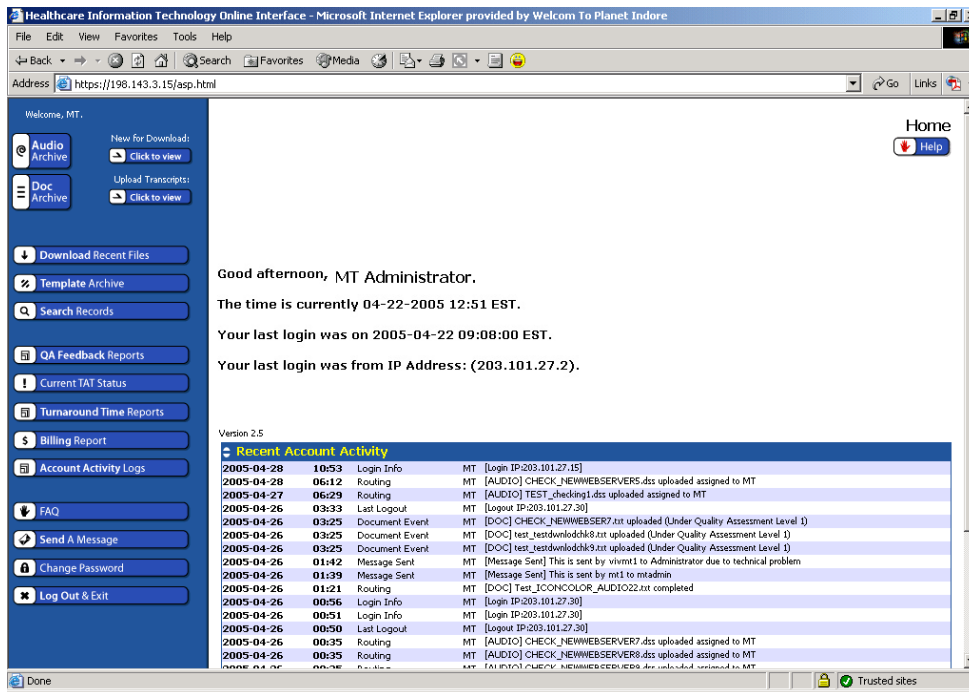 Healthcare Information Technology Online Interface - Microsoft Internet Explorer provided by Welcom To Planet Indore
File Edit View Favorites Tools Help
Back Search Favorites Media
Address https://198.143.3.15/asp.html Go Links
Welcome, MT.
Audio Archive
New for Download:
Click to view
Doc Archive
Upload Transcripts:
Click to view
Download Recent Files
Template Archive
Search Records
QA Feedback Reports
Current TAT Status
Turnaround Time Reports
Billing Report
Account Activity Logs
FAQ
Send A Message
Change Password
Log Out & Exit
Home
Help
Good afternoon, MT Administrator.
The time is currently 04-22-2005 12:51 EST.
Your last login was on 2005-04-22 09:08:00 EST.
Your last login was from IP Address: (203.101.27.2).
Version 2.5
Recent Account Activity
2005-04-28 10:53 Login Info MT [Login IP:203.101.27.15]
2005-04-28 06:12 Routing MT [AUDIO] CHECK_NEWWEBSERVER5.dss uploaded assigned to MT
2005-04-27 06:29 Routing MT [AUDIO] TEST_checking1.dss uploaded assigned to MT
2005-04-26 03:33 Last Logout MT [Logout IP:203.101.27.30]
2005-04-26 03:25 Document Event MT [DOC] CHECK_NEWWEBSER7.txt uploaded (Under Quality Assessment Level 1)
2005-04-26 03:25 Document Event MT [DOC] test_testdwnlodchk8.txt uploaded (Under Quality Assessment Level 1)
2005-04-26 03:25 Document Event MT [DOC] test_testdwnlodchk9.txt uploaded (Under Quality Assessment Level 1)
2005-04-26 01:42 Message Sent MT [Message Sent] This is sent by vivmt1 to Administrator due to technical problem
2005-04-26 01:39 Message Sent MT [Message Sent] This is sent by mt1 to mtadmin
2005-04-26 01:21 Routing MT [DOC] Test_ICONCOLOR_AUDIO22.txt completed
2005-04-26 00:56 Login Info MT [Login IP:203.101.27.30]
2005-04-26 00:51 Login Info MT [Login IP:203.101.27.30]
2005-04-26 00:50 Last Logout MT [Logout IP:203.101.27.30]
2005-04-26 00:35 Routing MT [AUDIO] CHECK_NEWWEBSERVER7.dss uploaded assigned to MT
2005-04-26 00:35 Routing MT [AUDIO] CHECK_NEWWEBSERVER8.dss uploaded assigned to MT
Done Trusted sites